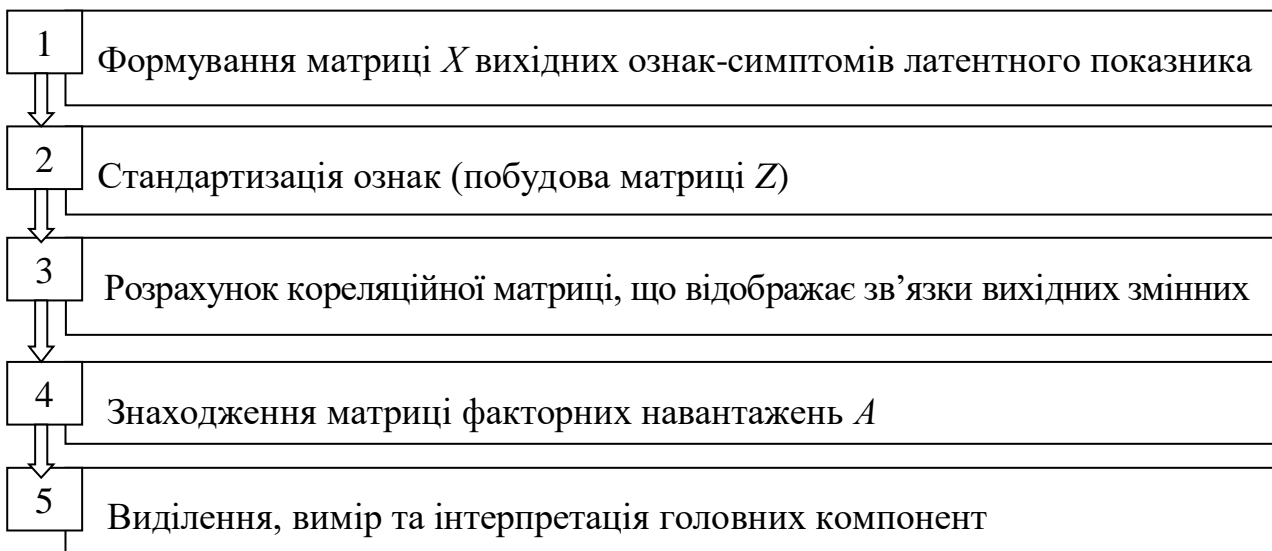 1
Формування матриці X вихідних ознак-симптомів латентного показника
2
Стандартизація ознак (побудова матриці Z)
3
Розрахунок кореляційної матриці, що відображає зв’язки вихідних змінних
4
Знаходження матриці факторних навантажень A
5
Виділення, вимір та інтерпретація головних компонент